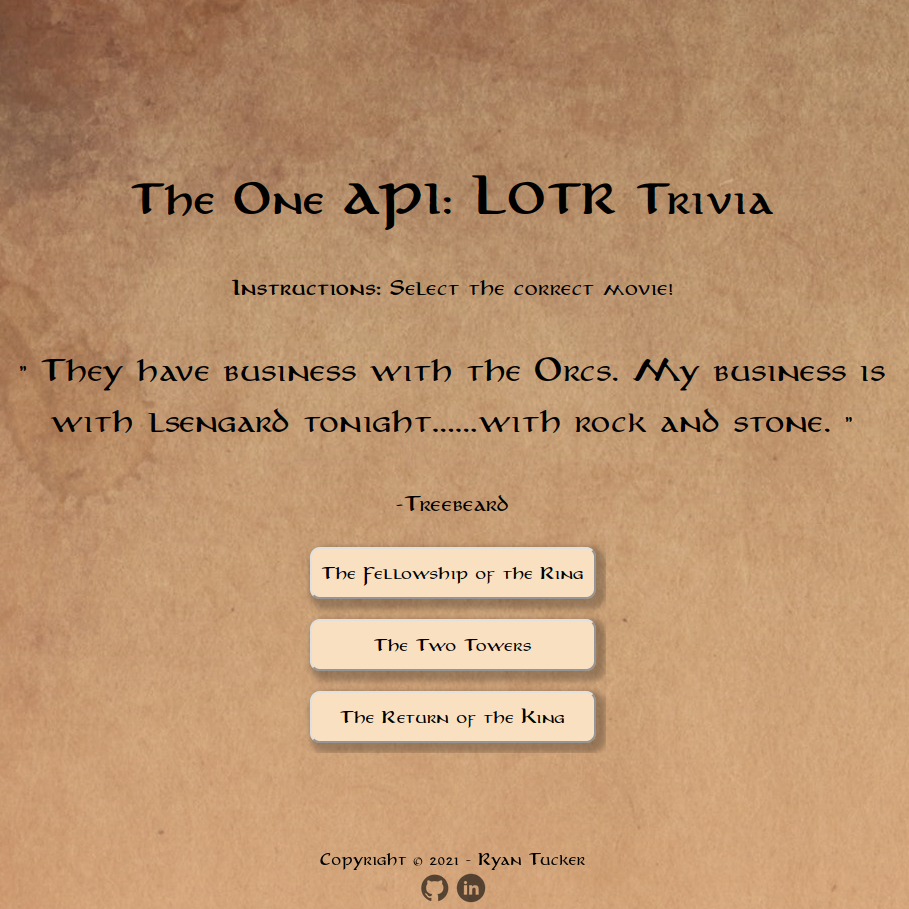 The One API: LOTR Trivia
Instructions: Select the correct movie!
" They have business with the Orcs. My business is
with Isengard tonight......with rock and stone. "
-Treebeard
The Fellowship of the Ring
The Two Towers
The Return of the King
Copyright © 2021 - Ryan Tucker
in